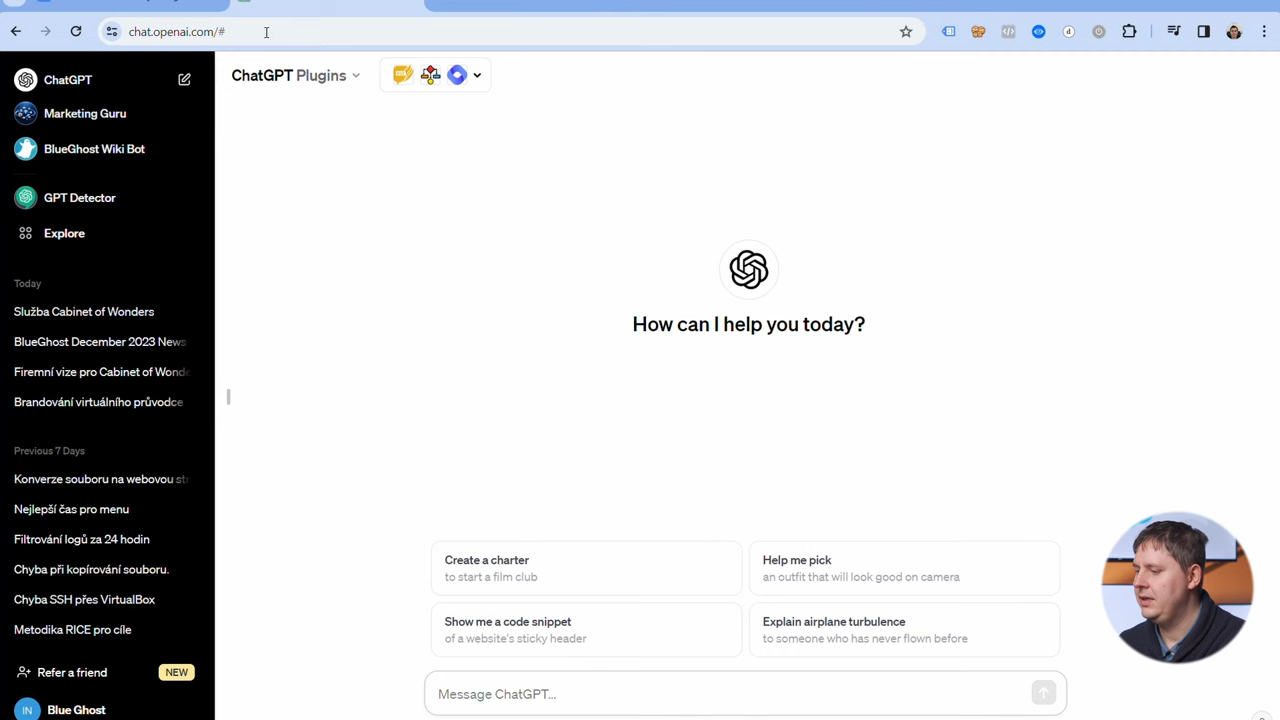 chat.openai.com/#
ChatGPT
Marketing Guru
BlueGhost Wiki Bot
GPT Detector
Explore
Today
Služba Cabinet of Wonders
BlueGhost December 2023 News
Firemní vize pro Cabinet of Wonde
Brandování virtuálního průvodce
Previous 7 Days
Konverze souboru na webovou str
Nejlepší čas pro menu
Filtrování logů za 24 hodin
Chyba při kopírování souboru.
Chyba SSH přes VirtualBox
Metodika RICE pro cíle
Refer a friend NEW
IN Blue Ghost
ChatGPT Plugins
How can I help you today?
Create a charter
to start a film club
Help me pick
an outfit that will look good on camera
Show me a code snippet
of a website's sticky header
Explain airplane turbulence
to someone who has never flown before
Message ChatGPT...